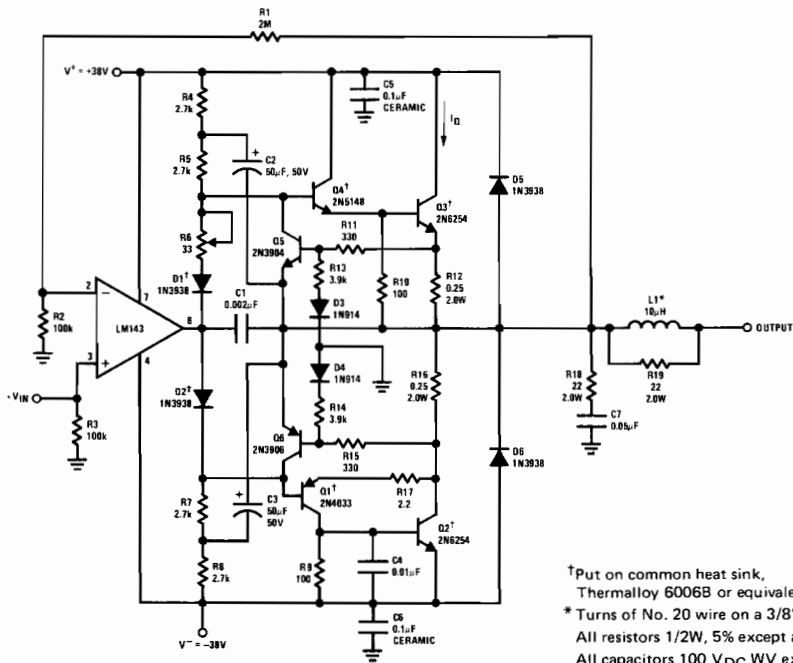 R1
2M
V+ = +38V
R4
2.7k
C5
0.1µF
CERAMIC
IQ
R5
2.7k
C2
50µF, 50V
Q4†
2N5148
Q3†
2N6254
D5
1N3938
R6
33
Q5
2N3904
R11
330
R13
3.9k
R10
100
R12
0.25
2.0W
D1†
1N3938
C1
0.002µF
D3
1N914
L1*
10µH
2
7
LM143
6
3
4
R2
100k
OUTPUT
D4
1N914
R16
0.25
2.0W
R18
22
2.0W
R19
22
2.0W
VIN
R3
100k
D2†
1N3938
R14
3.9k
C7
0.05µF
Q6
2N3906
R15
330
D6
1N3938
Q1†
2N4033
R17
2.2
R7
2.7k
C3
50µF
50V
Q2†
2N6254
R8
2.7k
R9
100
C4
0.01µF
C6
0.1µF
CERAMIC
V− = −38V
†Put on common heat sink,
Thermalloy 6006B or equivale
* Turns of No. 20 wire on a 3/8"
All resistors 1/2W, 5% except a
All capacitors 100 VDC WV ex